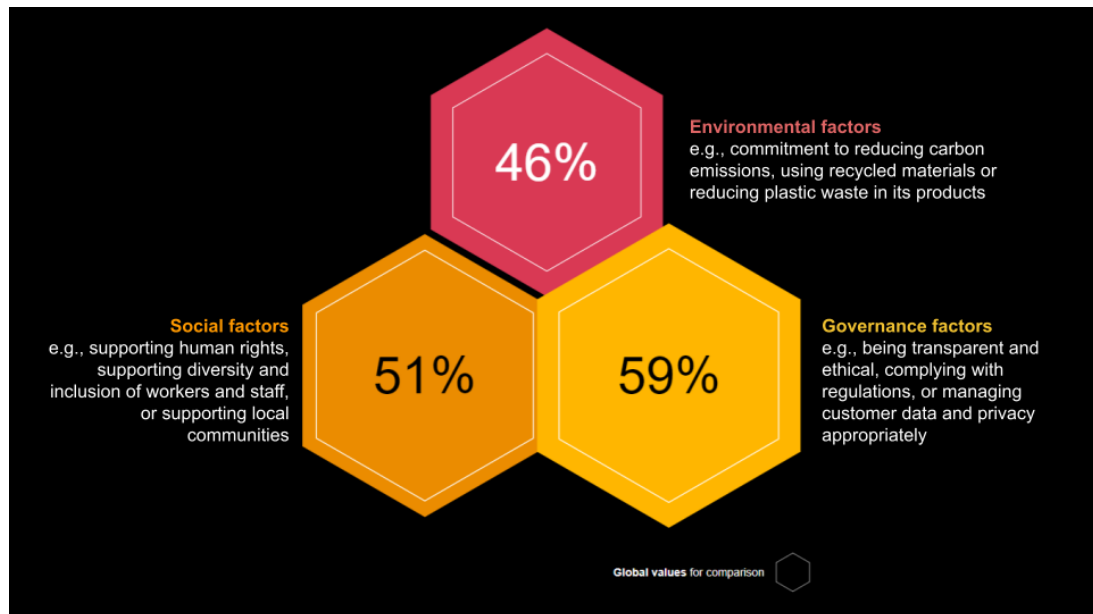 46%
Environmental factors
e.g., commitment to reducing carbon
emissions, using recycled materials or
reducing plastic waste in its products
Social factors
e.g., supporting human rights,
supporting diversity and
inclusion of workers and staff,
or supporting local
communities
51%
59%
Governance factors
e.g., being transparent and
ethical, complying with
regulations, or managing
customer data and privacy
appropriately
Global values for comparison